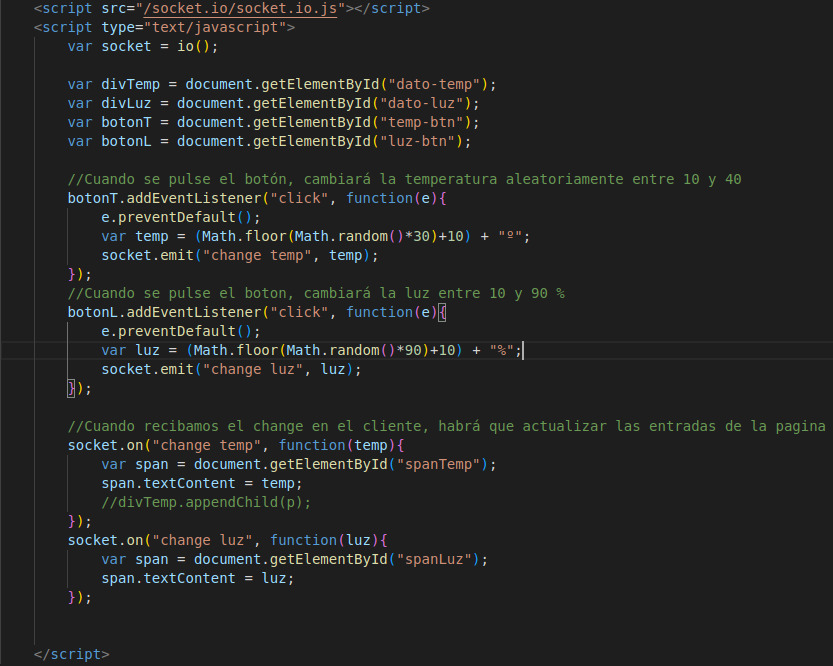 <script src="/socket.io/socket.io.js"></script>
<script type="text/javascript">
var socket = io();
var divTemp = document.getElementById("dato-temp");
var divLuz = document.getElementById("dato-luz");
var botonT = document.getElementById("temp-btn");
var botonL = document.getElementById("luz-btn");
//Cuando se pulse el botón, cambiará la temperatura aleatoriamente entre 10 y 40
botonT.addEventListener("click", function(e){
e.preventDefault();
var temp = (Math.floor(Math.random()*30)+10) + "º";
socket.emit("change temp", temp);
});
//Cuando se pulse el boton, cambiará la luz entre 10 y 90 %
botonL.addEventListener("click", function(e){
e.preventDefault();
var luz = (Math.floor(Math.random()*90)+10) + "%";
socket.emit("change luz", luz);
});
//Cuando recibamos el change en el cliente, habrá que actualizar las entradas de la pagina
socket.on("change temp", function(temp){
var span = document.getElementById("spanTemp");
span.textContent = temp;
//divTemp.appendChild(p);
});
socket.on("change luz", function(luz){
var span = document.getElementById("spanLuz");
span.textContent = luz;
});
</script>